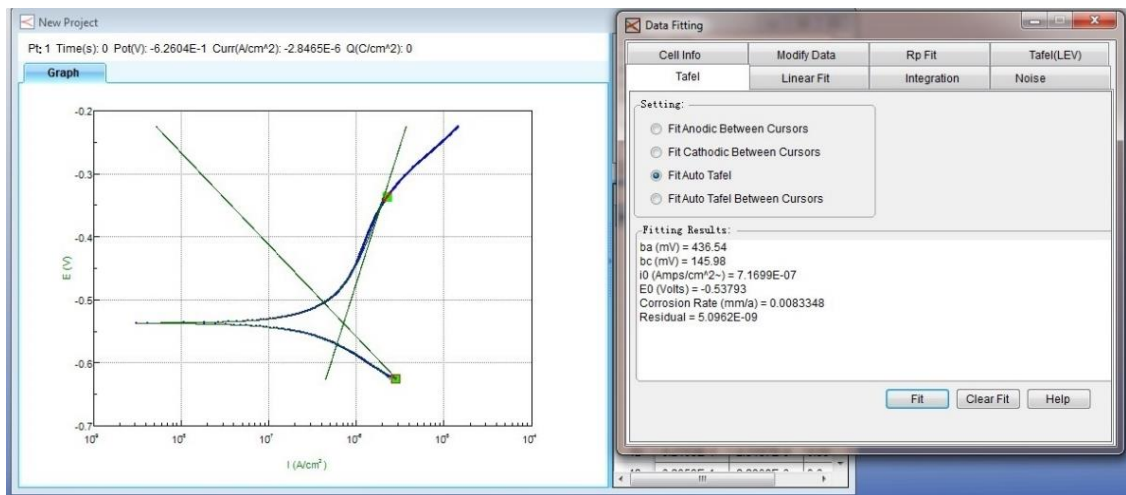 New Project
Pt: 1 Time(s): 0 Pot(V): -6.2604E-1 Curr(A/cm^2): -2.8465E-6 Q(C/cm^2): 0
Graph
-0.2
-0.3
-0.4
-0.5
-0.6
-0.7
E (V)
I (A/cm²)
Data Fitting
Cell Info
Modify Data
Rp Fit
Tafel(LEV)
Tafel
Linear Fit
Integration
Noise
Setting:
Fit Anodic Between Cursors
Fit Cathodic Between Cursors
Fit Auto Tafel
Fit Auto Tafel Between Cursors
Fitting Results:
ba (mV) = 436.54
bc (mV) = 145.98
i0 (Amps/cm^2~) = 7.1699E-07
E0 (Volts) = -0.53793
Corrosion Rate (mm/a) = 0.0083348
Residual = 5.0962E-09
Fit
Clear Fit
Help